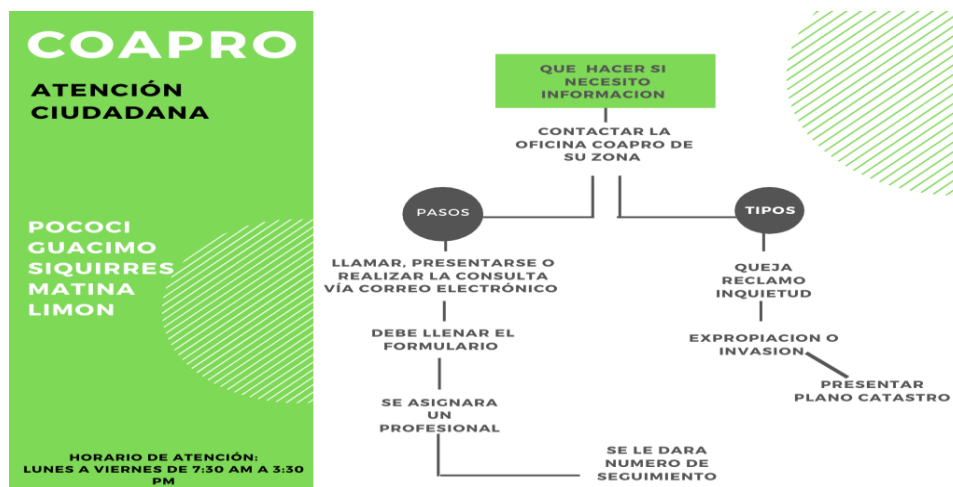 COAPRO
ATENCIÓN
CIUDADANA
POCOCI
GUACIMO
SIQUIRRES
MATINA
LIMON
HORARIO DE ATENCIÓN:
LUNES A VIERNES DE 7:30 AM A 3:30
PM
QUE HACER SI
NECESITO
INFORMACION
CONTACTAR LA
OFICINA COAPRO DE
SU ZONA
PASOS
LLAMAR, PRESENTARSE O
REALIZAR LA CONSULTA
VÍA CORREO ELECTRÓNICO
DEBE LLENAR EL
FORMULARIO
SE ASIGNARA
UN
PROFESIONAL
SE LE DARA
NUMERO DE
SEGUIMIENTO
TIPOS
QUEJA
RECLAMO
INQUIETUD
EXPROPIACION O
INVASION
PRESENTAR
PLANO CATASTRO